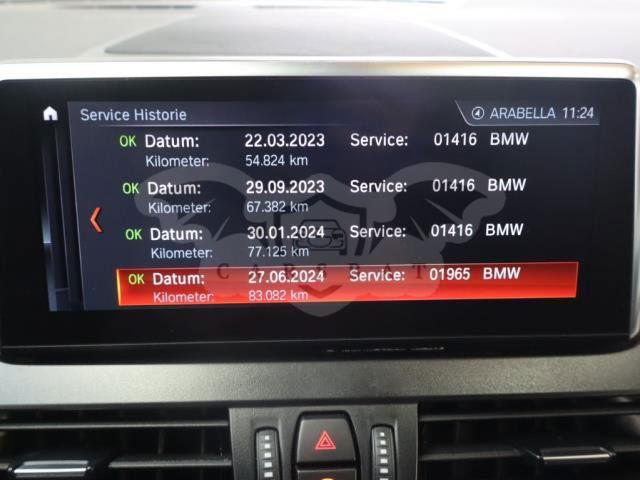 Service Historie ARABELLA 11:24
OK Datum: 22.03.2023 Service: 01416 BMW
Kilometer: 54.824 km
OK Datum: 29.09.2023 Service: 01416 BMW
Kilometer: 67.382 km
OK Datum: 30.01.2024 Service: 01416 BMW
Kilometer: 77.125 km
CARSPAT
OK Datum: 27.06.2024 Service: 01965 BMW
Kilometer: 83.082 km